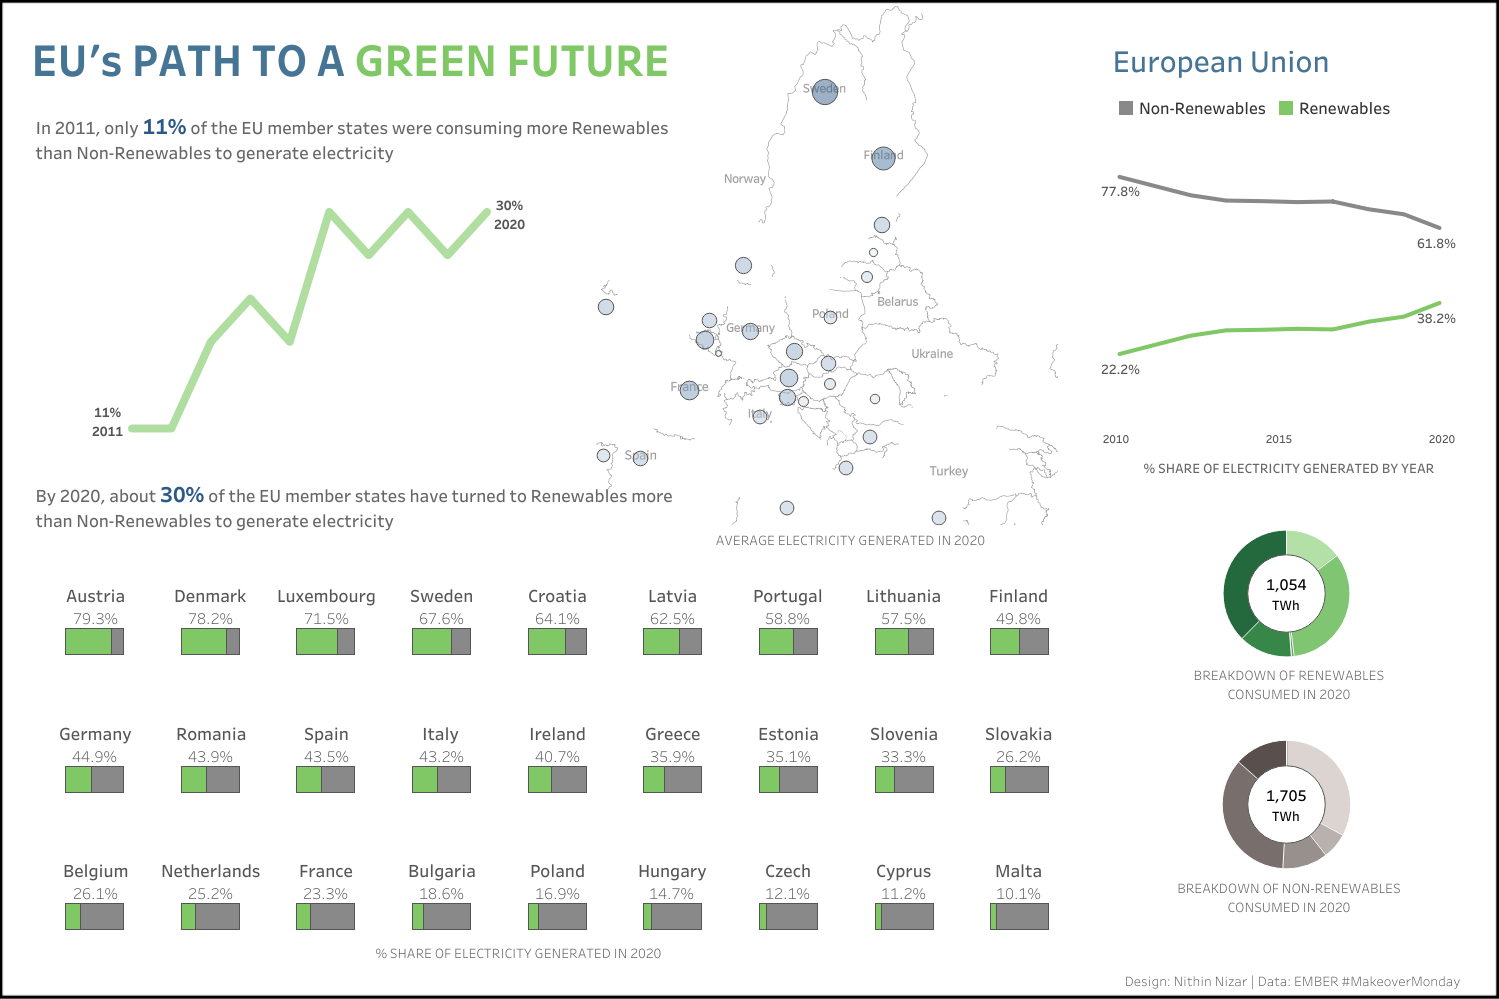 EU's PATH TO A GREEN FUTURE
In 2011, only 11% of the EU member states were consuming more Renewables
than Non-Renewables to generate electricity
30%
2020
11%
2011
By 2020, about 30% of the EU member states have turned to Renewables more
than Non-Renewables to generate electricity
Sweden
Finland
Norway
Belarus
Poland
Germany
Ukraine
France
Italy
Spain
Turkey
AVERAGE ELECTRICITY GENERATED IN 2020
European Union
Non-Renewables Renewables
77.8%
61.8%
38.2%
22.2%
2010 2015 2020
% SHARE OF ELECTRICITY GENERATED BY YEAR
1,054
TWh
BREAKDOWN OF RENEWABLES
CONSUMED IN 2020
1,705
TWh
BREAKDOWN OF NON-RENEWABLES
CONSUMED IN 2020
Austria Denmark Luxembourg Sweden Croatia Latvia Portugal Lithuania Finland
79.3% 78.2% 71.5% 67.6% 64.1% 62.5% 58.8% 57.5% 49.8%
Germany Romania Spain Italy Ireland Greece Estonia Slovenia Slovakia
44.9% 43.9% 43.5% 43.2% 40.7% 35.9% 35.1% 33.3% 26.2%
Belgium Netherlands France Bulgaria Poland Hungary Czech Cyprus Malta
26.1% 25.2% 23.3% 18.6% 16.9% 14.7% 12.1% 11.2% 10.1%
% SHARE OF ELECTRICITY GENERATED IN 2020
Design: Nithin Nizar | Data: EMBER #MakeoverMonday